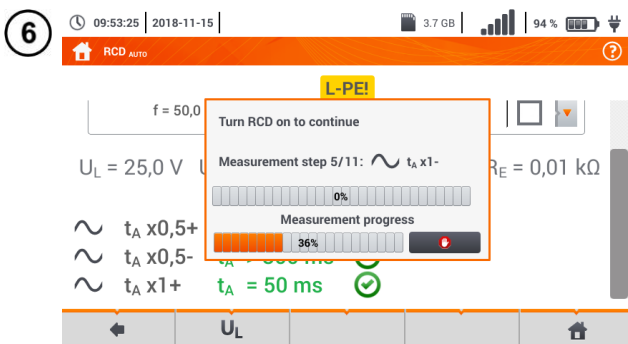 6
09:53:25 2018-11-15 3.7 GB 94 %
RCD AUTO ?
L-PE!
f = 50,0
Turn RCD on to continue
Measurement step 5/11: tA x1-
UL = 25,0 V RE = 0,01 kΩ
0%
Measurement progress
36%
tA x0,5+
tA x0,5-
tA x1+ tA = 50 ms
UL